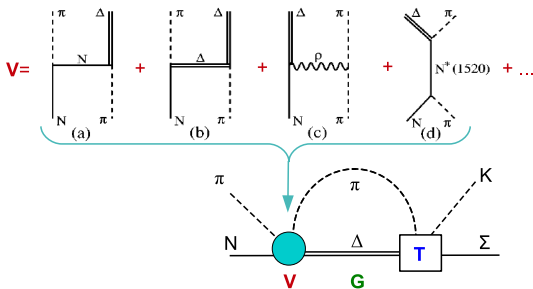 π Δ π Δ Δ π Δ π
V= N + Δ + ρ + N*(1520) + ...
N π N π N π N π
(a) (b) (c) (d)
π π K
N Δ T Σ
V G